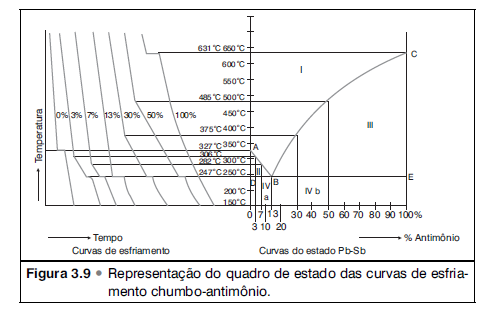 631°C 650°C
C
600°C
I
550°C
485°C 500°C
0% 3% 7% 13% 30% 50% 100%
450°C
III
375°C 400°C
327°C 350°C
A
306°C 300°C
282°C
II
247°C 250°C
D
B
E
200°C
IV
a
IV b
150°C
0 7 13 30 40 50 60 70 80 90 100%
3 10 20
Temperatura
Tempo
% Antimônio
Curvas de esfriamento
Curvas do estado Pb-Sb
Figura 3.9 • Representação do quadro de estado das curvas de esfria-
mento chumbo-antimônio.